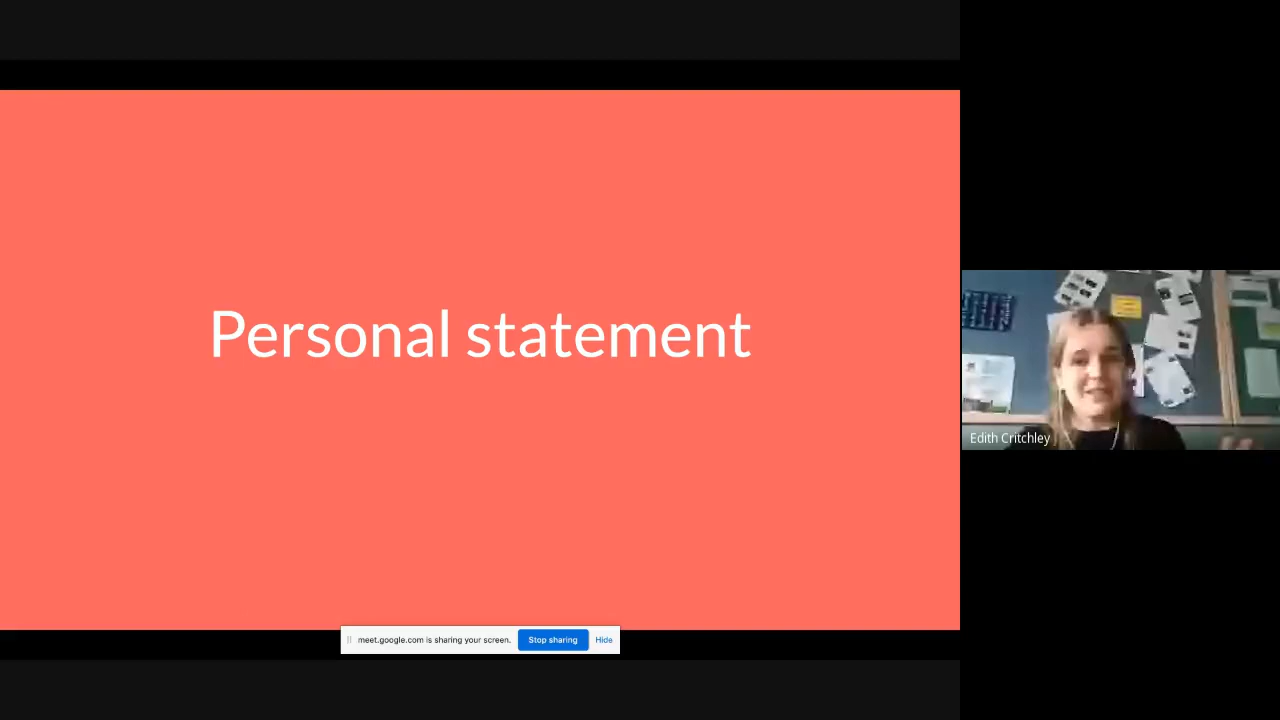 Personal statement
Edith Critchley
meet.google.com is sharing your screen. Stop sharing Hide